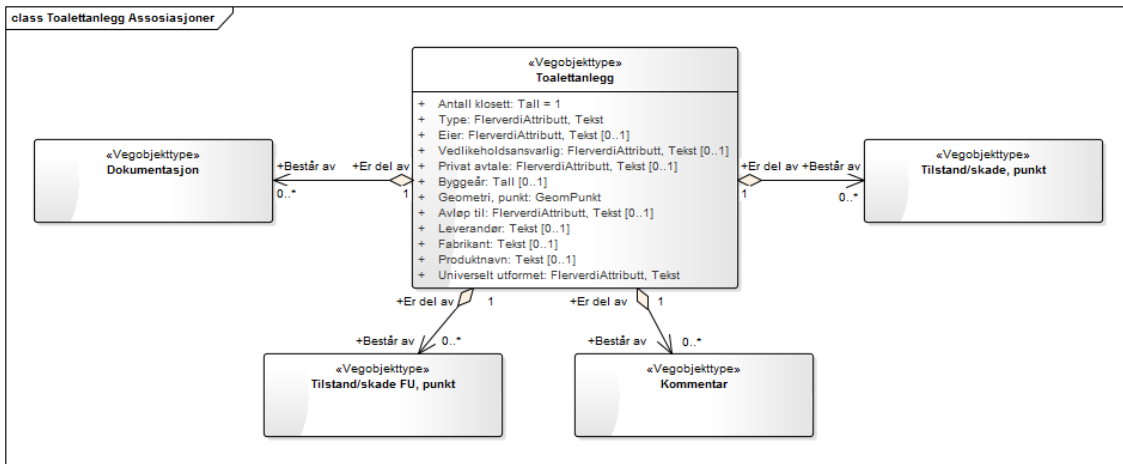 class Toalettanlegg Assosiasjoner
«Vegobjekttype»
Toalettanlegg
+ Antall klosett: Tall = 1
+ Type: FlerverdiAttributt, Tekst
+ Eier: FlerverdiAttributt, Tekst [0..1]
+ Vedlikeholdsansvarlig: FlerverdiAttributt, Tekst [0..1]
+ Privat avtale: FlerverdiAttributt, Tekst [0..1]
+ Byggeår: Tall [0..1]
+ Geometri, punkt: GeomPunkt
+ Avløp til: FlerverdiAttributt, Tekst [0..1]
+ Leverandør: Tekst [0..1]
+ Fabrikant: Tekst [0..1]
+ Produktnavn: Tekst [0..1]
+ Universelt utformet: FlerverdiAttributt, Tekst
«Vegobjekttype»
Dokumentasjon
+Består av
0..*
+Er del av
1
+Er del av
1
+Består av
0..*
«Vegobjekttype»
Tilstand/skade, punkt
+Er del av
1
+Består av
0..*
+Er del av
1
+Består av
0..*
«Vegobjekttype»
Tilstand/skade FU, punkt
«Vegobjekttype»
Kommentar